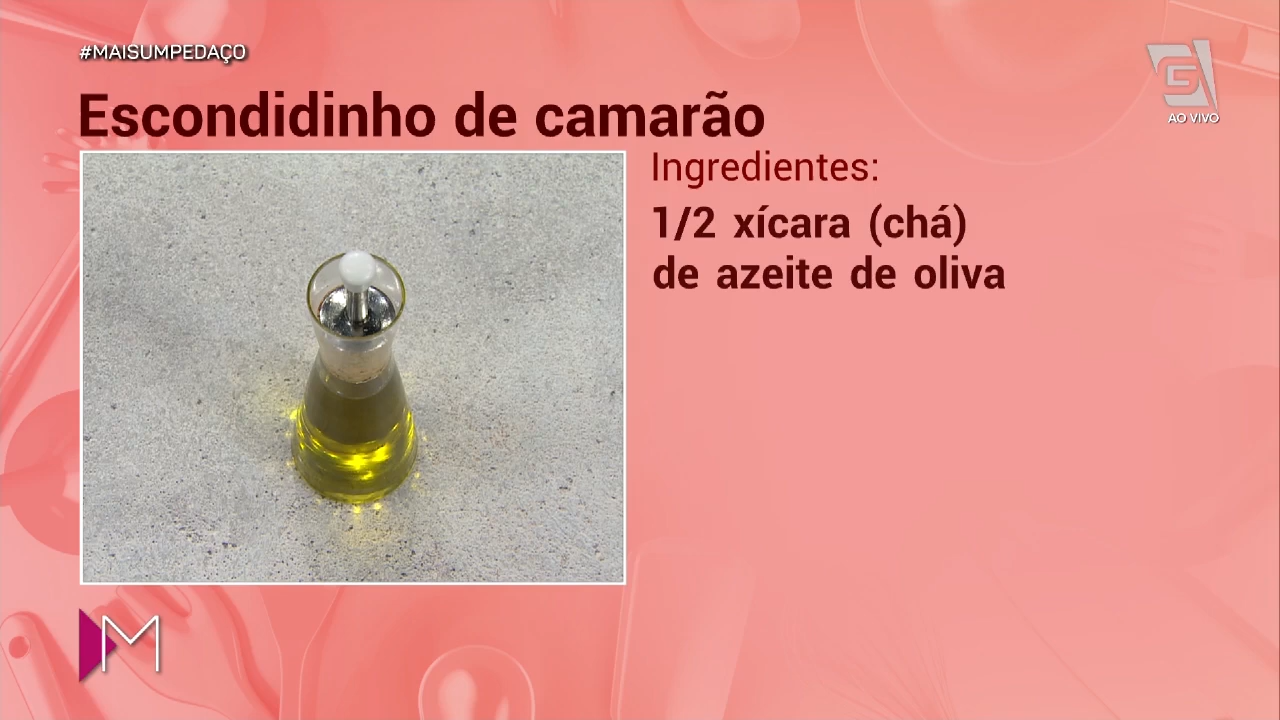 #MAISUMPEDAÇO
Escondidinho de camarão
Ingredientes:
1/2 xícara (chá)
de azeite de oliva
G
AO VIVO
M